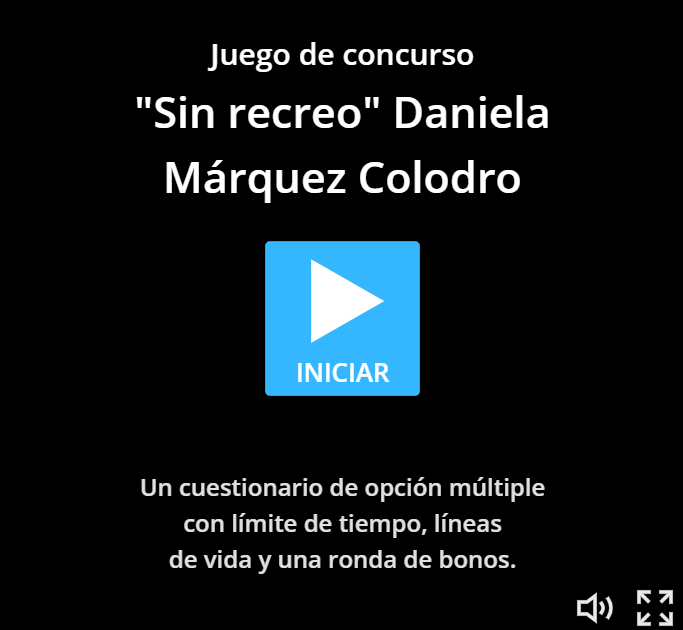 Juego de concurso
"Sin recreo" Daniela
Márquez Colodro
INICIAR
Un cuestionario de opción múltiple
con límite de tiempo, líneas
de vida y una ronda de bonos.